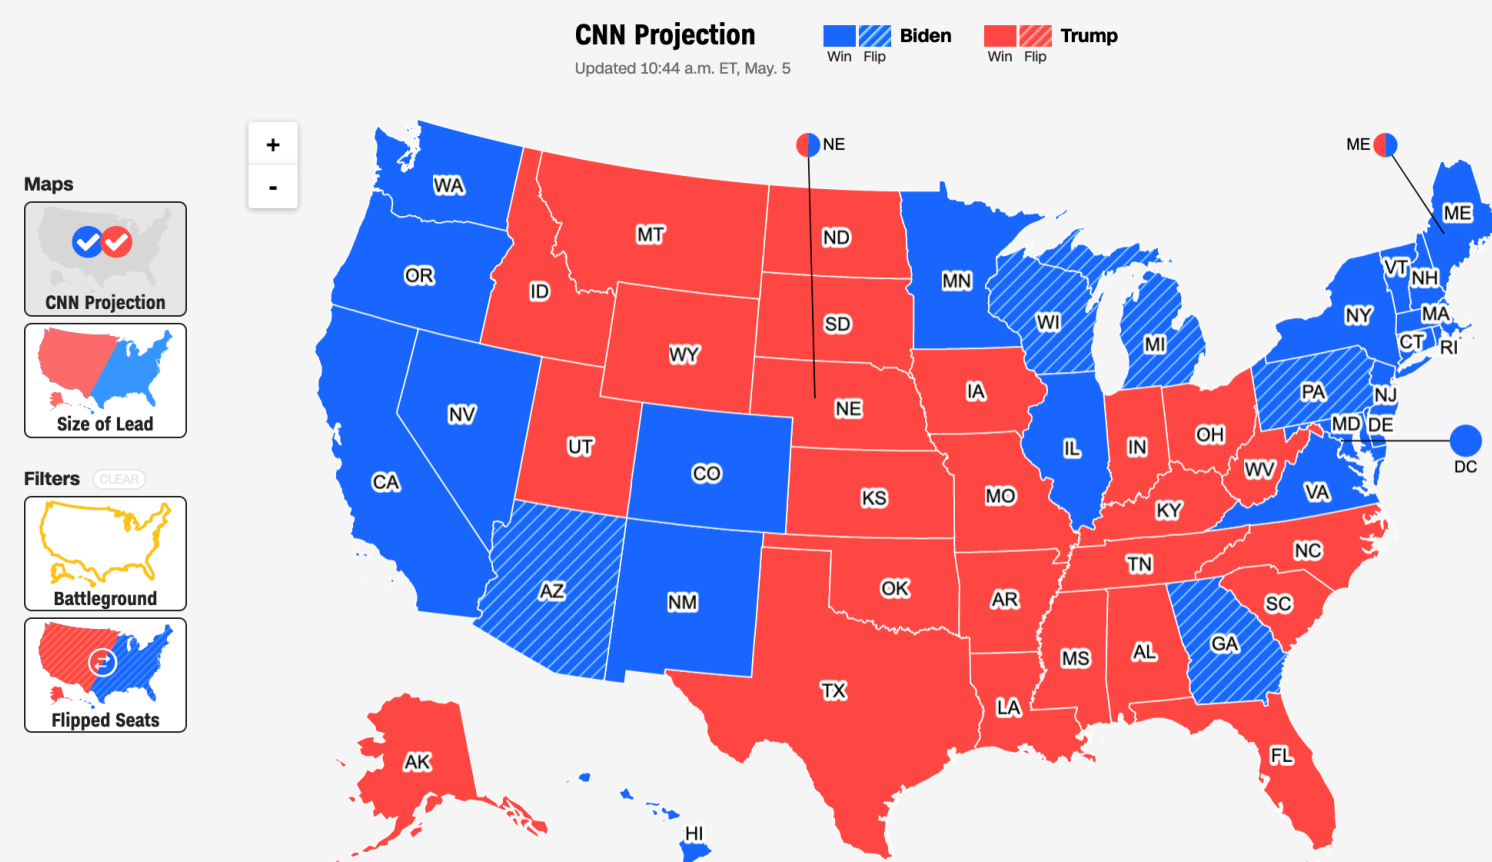 CNN Projection
Biden
Trump
Win
Flip
Win
Flip
Updated 10:44 a.m. ET, May. 5
+
-
Maps
CNN Projection
Size of Lead
Filters
CLEAR
Battleground
Flipped Seats
NE
ME
WA
MT
ND
MN
ME
OR
ID
SD
WI
MI
VT
NH
NY
MA
CT
RI
WY
NE
IA
PA
NJ
NV
UT
CO
IL
IN
OH
MD
DE
DC
CA
KS
MO
WV
VA
KY
AZ
NM
OK
AR
TN
NC
SC
MS
AL
GA
TX
LA
FL
AK
HI